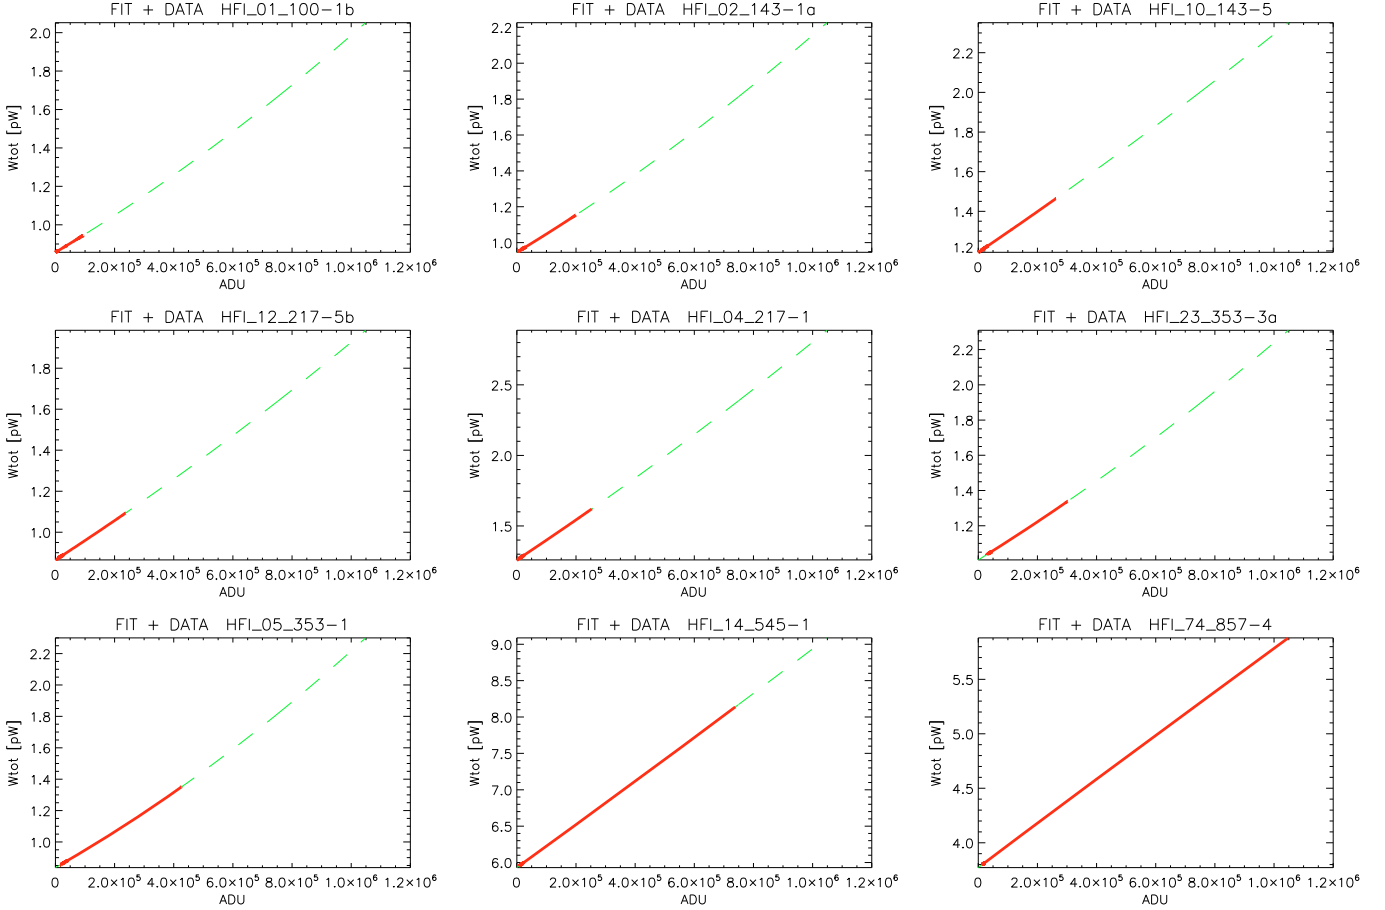 FIT + DATA HFI_01_100-1b
Wtot [pW]
2.0
1.8
1.6
1.4
1.2
1.0
0 2.0×10⁵ 4.0×10⁵ 6.0×10⁵ 8.0×10⁵ 1.0×10⁶ 1.2×10⁶
ADU
FIT + DATA HFI_02_143-1a
Wtot [pW]
2.2
2.0
1.8
1.6
1.4
1.2
1.0
0 2.0×10⁵ 4.0×10⁵ 6.0×10⁵ 8.0×10⁵ 1.0×10⁶ 1.2×10⁶
ADU
FIT + DATA HFI_10_143-5
Wtot [pW]
2.2
2.0
1.8
1.6
1.4
1.2
0 2.0×10⁵ 4.0×10⁵ 6.0×10⁵ 8.0×10⁵ 1.0×10⁶ 1.2×10⁶
ADU
FIT + DATA HFI_12_217-5b
Wtot [pW]
1.8
1.6
1.4
1.2
1.0
0 2.0×10⁵ 4.0×10⁵ 6.0×10⁵ 8.0×10⁵ 1.0×10⁶ 1.2×10⁶
ADU
FIT + DATA HFI_04_217-1
Wtot [pW]
2.5
2.0
1.5
0 2.0×10⁵ 4.0×10⁵ 6.0×10⁵ 8.0×10⁵ 1.0×10⁶ 1.2×10⁶
ADU
FIT + DATA HFI_23_353-3a
Wtot [pW]
2.2
2.0
1.8
1.6
1.4
1.2
0 2.0×10⁵ 4.0×10⁵ 6.0×10⁵ 8.0×10⁵ 1.0×10⁶ 1.2×10⁶
ADU
FIT + DATA HFI_05_353-1
Wtot [pW]
2.2
2.0
1.8
1.6
1.4
1.2
1.0
0 2.0×10⁵ 4.0×10⁵ 6.0×10⁵ 8.0×10⁵ 1.0×10⁶ 1.2×10⁶
ADU
FIT + DATA HFI_14_545-1
Wtot [pW]
9.0
8.5
8.0
7.5
7.0
6.5
6.0
0 2.0×10⁵ 4.0×10⁵ 6.0×10⁵ 8.0×10⁵ 1.0×10⁶ 1.2×10⁶
ADU
FIT + DATA HFI_74_857-4
Wtot [pW]
5.5
5.0
4.5
4.0
0 2.0×10⁵ 4.0×10⁵ 6.0×10⁵ 8.0×10⁵ 1.0×10⁶ 1.2×10⁶
ADU